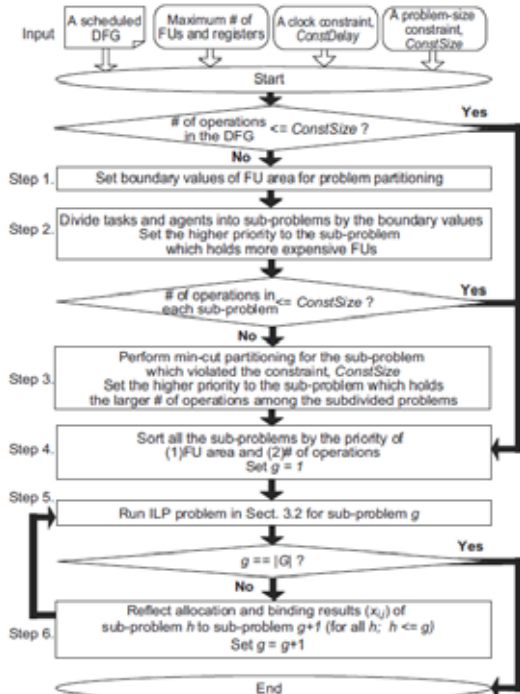 Input
A scheduled
DFG
Maximum # of
FUs and registers
A clock constraint,
ConstDelay
A problem-size
constraint,
ConstSize
Start
# of operations
in the DFG
<= ConstSize ?
Yes
No
Step 1.
Set boundary values of FU area for problem partitioning
Step 2.
Divide tasks and agents into sub-problems by the boundary values
Set the higher priority to the sub-problem
which holds more expensive FUs
# of operations in
each sub-problem
<= ConstSize ?
Yes
No
Step 3.
Perform min-cut partitioning for the sub-problem
which violated the constraint, ConstSize
Set the higher priority to the sub-problem which holds
the larger # of operations among the subdivided problems
Step 4.
Sort all the sub-problems by the priority of
(1)FU area and (2)# of operations
Set g = 1
Step 5.
Run ILP problem in Sect. 3.2 for sub-problem g
g == |G| ?
Yes
No
Step 6.
Reflect allocation and binding results (xi,j) of
sub-problem h to sub-problem g+1 (for all h; h <= g)
Set g = g+1
End